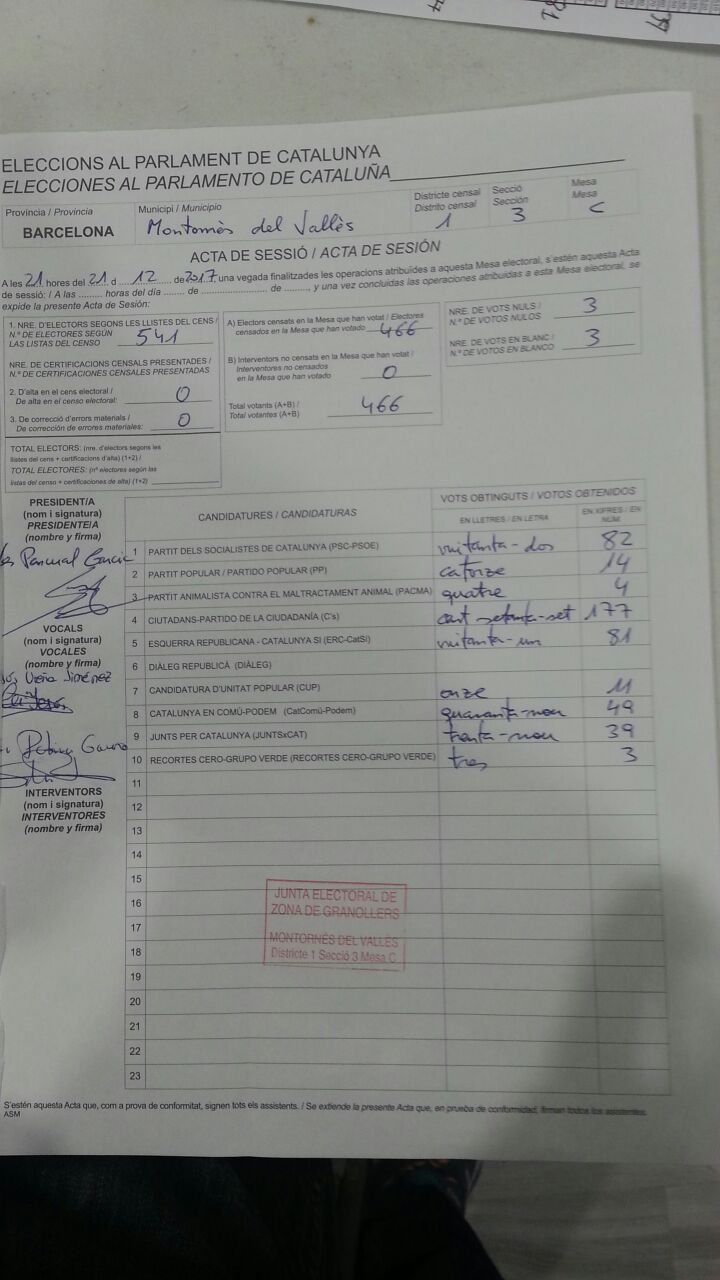 ELECCIONS AL PARLAMENT DE CATALUNYA
ELECCIONES AL PARLAMENTO DE CATALUÑA
Província / Provincia
BARCELONA
Municipi / Municipio
Montornès del Vallès
Districte censal
Distrito censal
1
Secció
Sección
3
Mesa
Mesa
C
ACTA DE SESSIÓ / ACTA DE SESIÓN
A les 21 hores del 21 d 12 de 2017, una vegada finalitzades les operacions atribuïdes a aquesta Mesa electoral, s'estén aquesta Acta
de sessió: / A las ......... horas del día ....... de ...................... de ........., y una vez concluidas las operaciones atribuidas a esta Mesa electoral, se
expide la presente Acta de Sesión:
1. NRE. D'ELECTORS SEGONS LES LLISTES DEL CENS /
N.º DE ELECTORES SEGÚN
LAS LISTAS DEL CENSO 541
NRE. DE CERTIFICACIONS CENSALS PRESENTADES /
N.º DE CERTIFICACIONES CENSALES PRESENTADAS
2. D'alta en el cens electoral /
De alta en el censo electoral: 0
3. De correcció d'errors materials /
De corrección de errores materiales: 0
TOTAL ELECTORS: (nre. d'electors segons les
llistes del cens + certificacions d'alta) (1+2) /
TOTAL ELECTORES: (nº electores según las
listas del censo + certificaciones de alta) (1+2)
A) Electors censats en la Mesa que han votat / Electores
censados en la Mesa que han votado 466
B) Interventors no censats en la Mesa que han votat /
Interventores no censados
en la Mesa que han votado 0
Total votants (A+B) /
Total votantes (A+B) 466
NRE. DE VOTS NULS /
N.º DE VOTOS NULOS 3
NRE. DE VOTS EN BLANC /
N.º DE VOTOS EN BLANCO 3
PRESIDENT/A
(nom i signatura)
PRESIDENTE/A
(nombre y firma)
Pascual
VOCALS
(nom i signatura)
VOCALES
(nombre y firma)
Jiménez
INTERVENTORS
(nom i signatura)
INTERVENTORES
(nombre y firma)
CANDIDATURES / CANDIDATURAS
VOTS OBTINGUTS / VOTOS OBTENIDOS
EN LLETRES / EN LETRA
EN XIFRES / EN NÚM.
1 PARTIT DELS SOCIALISTES DE CATALUNYA (PSC-PSOE) vuitanta-dos 82
2 PARTIT POPULAR / PARTIDO POPULAR (PP) catorze 14
3 PARTIT ANIMALISTA CONTRA EL MALTRACTAMENT ANIMAL (PACMA) quatre 4
4 CIUTADANS-PARTIDO DE LA CIUDADANÍA (C's) cent setanta-set 177
5 ESQUERRA REPUBLICANA - CATALUNYA SÍ (ERC-CatSí) vuitanta-un 81
6 DIÀLEG REPUBLICÀ (DIÀLEG)
7 CANDIDATURA D'UNITAT POPULAR (CUP) onze 11
8 CATALUNYA EN COMÚ-PODEM (CatComú-Podem) quaranta-nou 49
9 JUNTS PER CATALUNYA (JUNTSxCAT) trenta-nou 39
10 RECORTES CERO-GRUPO VERDE (RECORTES CERO-GRUPO VERDE) tres 3
11
12
13
14
15
16
17
18
19
20
21
22
23
JUNTA ELECTORAL DE
ZONA DE GRANOLLERS
MONTORNÈS DEL VALLÈS
Districte 1 Secció 3 Mesa C
S'estén aquesta Acta que, com a prova de conformitat, signen tots els assistents. / Se extiende la presente Acta que, en prueba de conformidad, firman todos los asistentes.
ASM